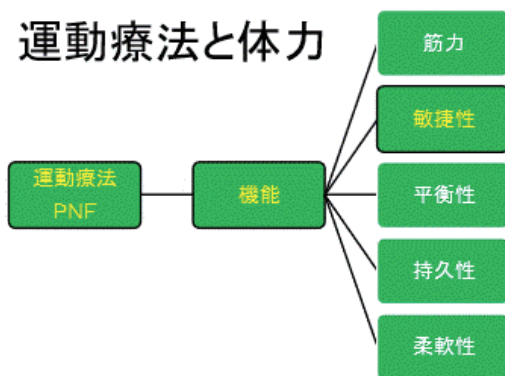 運動療法と体力
筋力
敏捷性
運動療法
PNF
機能
平衡性
持久性
柔軟性